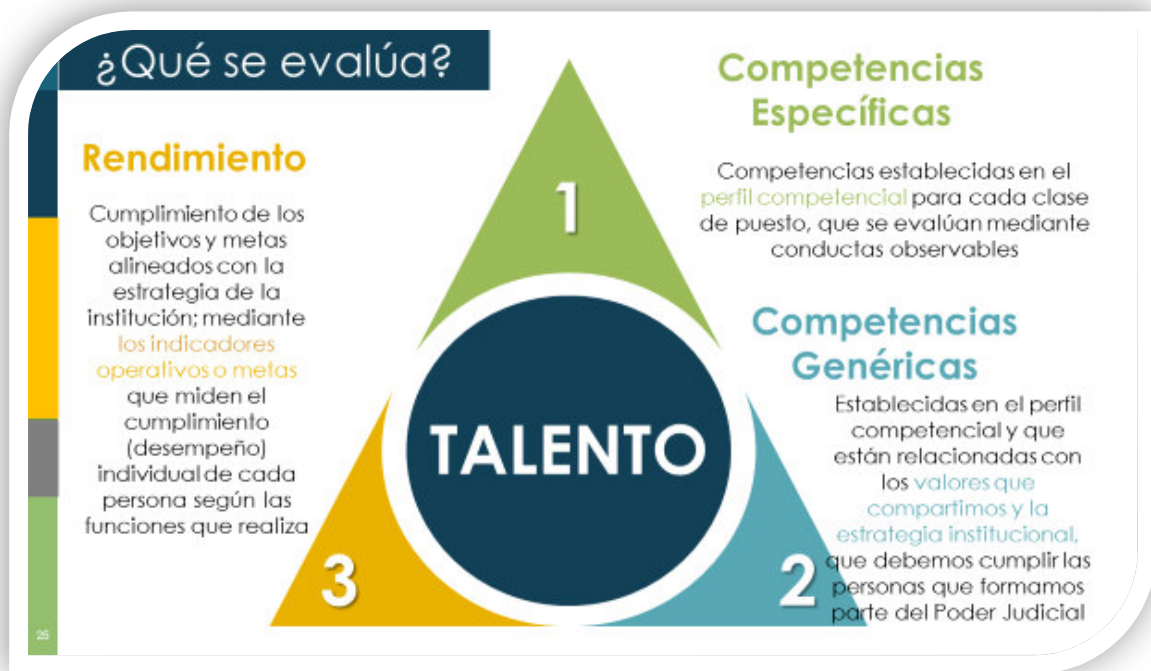 ¿Qué se evalúa?
Rendimiento
Cumplimiento de los
objetivos y metas
alineados con la
estrategia de la
institución; mediante
los indicadores
operativos o metas
que miden el
cumplimiento
(desempeño)
individual de cada
persona según las
funciones que realiza
1
TALENTO
3
2
Competencias
Específicas
Competencias establecidas en el
perfil competencial para cada clase
de puesto, que se evalúan mediante
conductas observables
Competencias
Genéricas
Establecidas en el perfil
competencial y que
están relacionadas con
los valores que
compartimos y la
estrategia institucional,
que debemos cumplir las
personas que formamos
parte del Poder Judicial
25